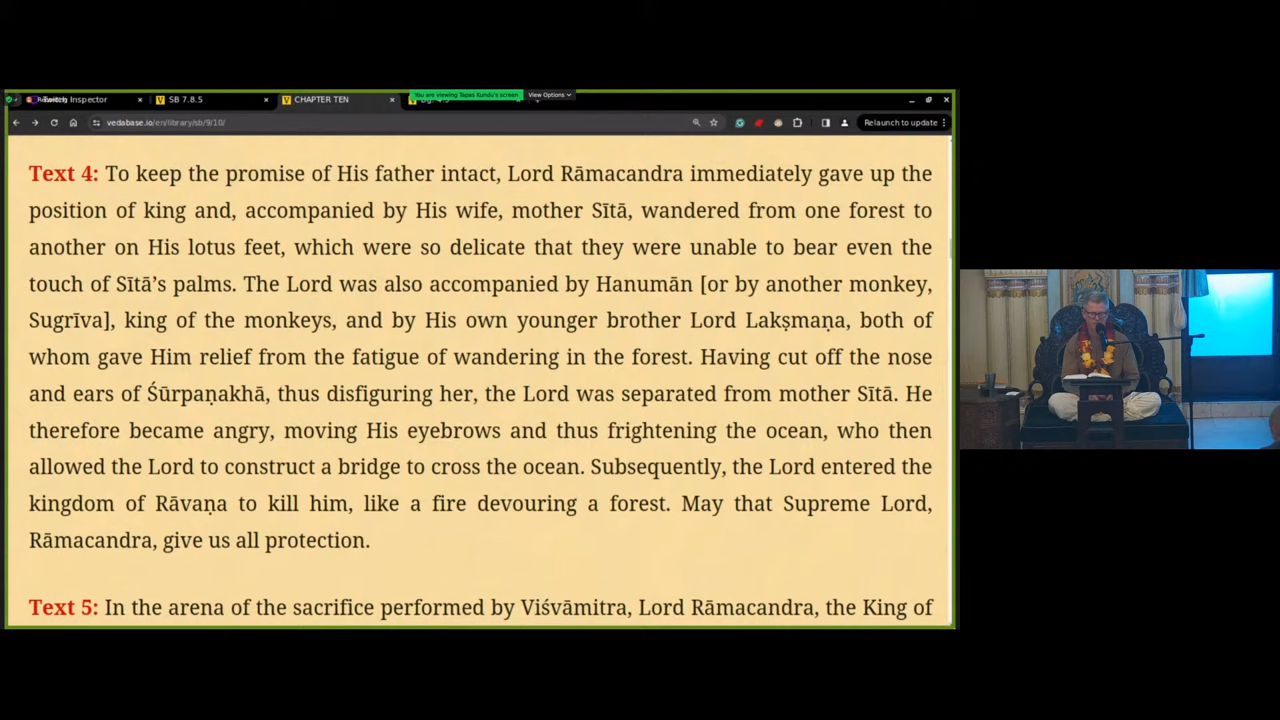 Twitch Inspector
SB 7.8.5
CHAPTER TEN
You are viewing Tapas Kundu's screen
View Options
vedabase.io/en/library/sb/9/10/
Relaunch to update
Text 4: To keep the promise of His father intact, Lord Rāmacandra immediately gave up the
position of king and, accompanied by His wife, mother Sītā, wandered from one forest to
another on His lotus feet, which were so delicate that they were unable to bear even the
touch of Sītā’s palms. The Lord was also accompanied by Hanumān [or by another monkey,
Sugrīva], king of the monkeys, and by His own younger brother Lord Lakṣmaṇa, both of
whom gave Him relief from the fatigue of wandering in the forest. Having cut off the nose
and ears of Śūrpaṇakhā, thus disfiguring her, the Lord was separated from mother Sītā. He
therefore became angry, moving His eyebrows and thus frightening the ocean, who then
allowed the Lord to construct a bridge to cross the ocean. Subsequently, the Lord entered the
kingdom of Rāvaṇa to kill him, like a fire devouring a forest. May that Supreme Lord,
Rāmacandra, give us all protection.
Text 5: In the arena of the sacrifice performed by Viśvāmitra, Lord Rāmacandra, the King of